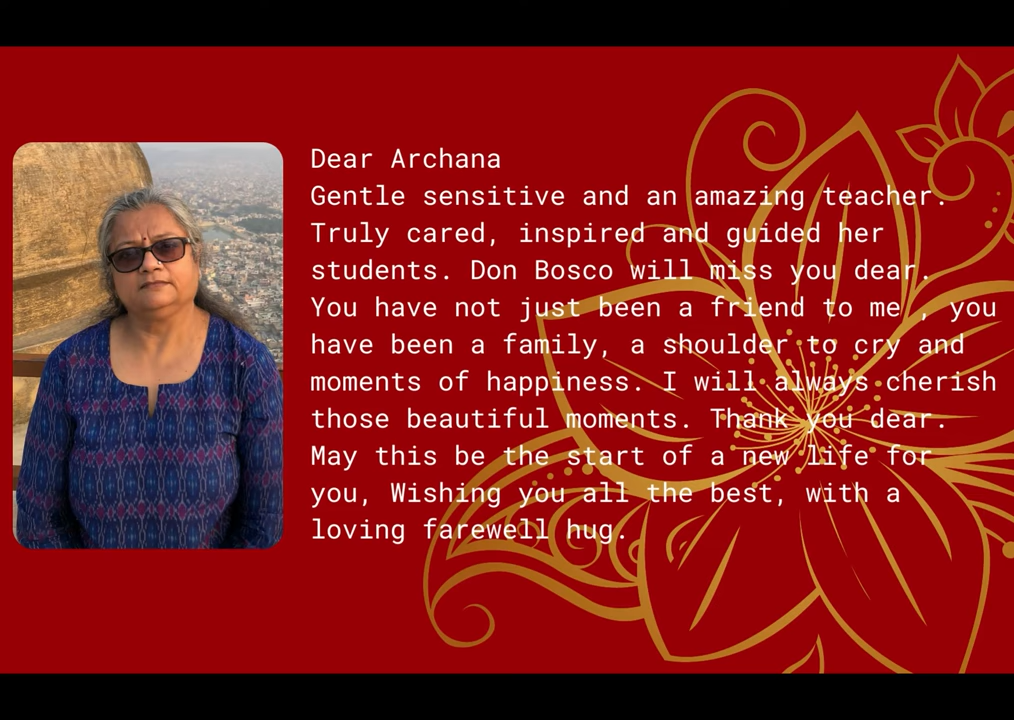 Dear Archana
Gentle sensitive and an amazing teacher.
Truly cared, inspired and guided her
students. Don Bosco will miss you dear.
You have not just been a friend to me , you
have been a family, a shoulder to cry and
moments of happiness. I will always cherish
those beautiful moments. Thank you dear.
May this be the start of a new life for
you, Wishing you all the best, with a
loving farewell hug.